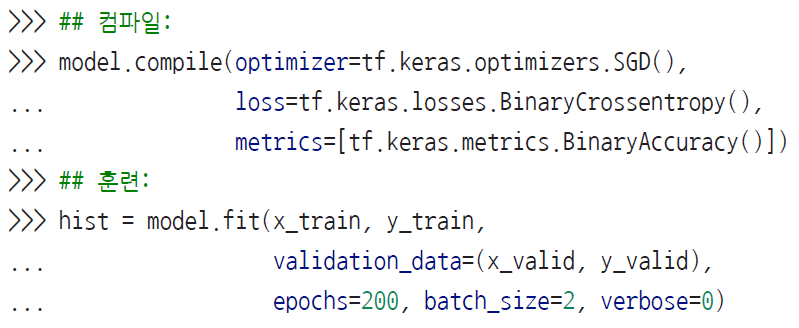 >>> ## 컴파일:
>>> model.compile(optimizer=tf.keras.optimizers.SGD(),
...               loss=tf.keras.losses.BinaryCrossentropy(),
...               metrics=[tf.keras.metrics.BinaryAccuracy()])
>>> ## 훈련:
>>> hist = model.fit(x_train, y_train,
...                  validation_data=(x_valid, y_valid),
...                  epochs=200, batch_size=2, verbose=0)